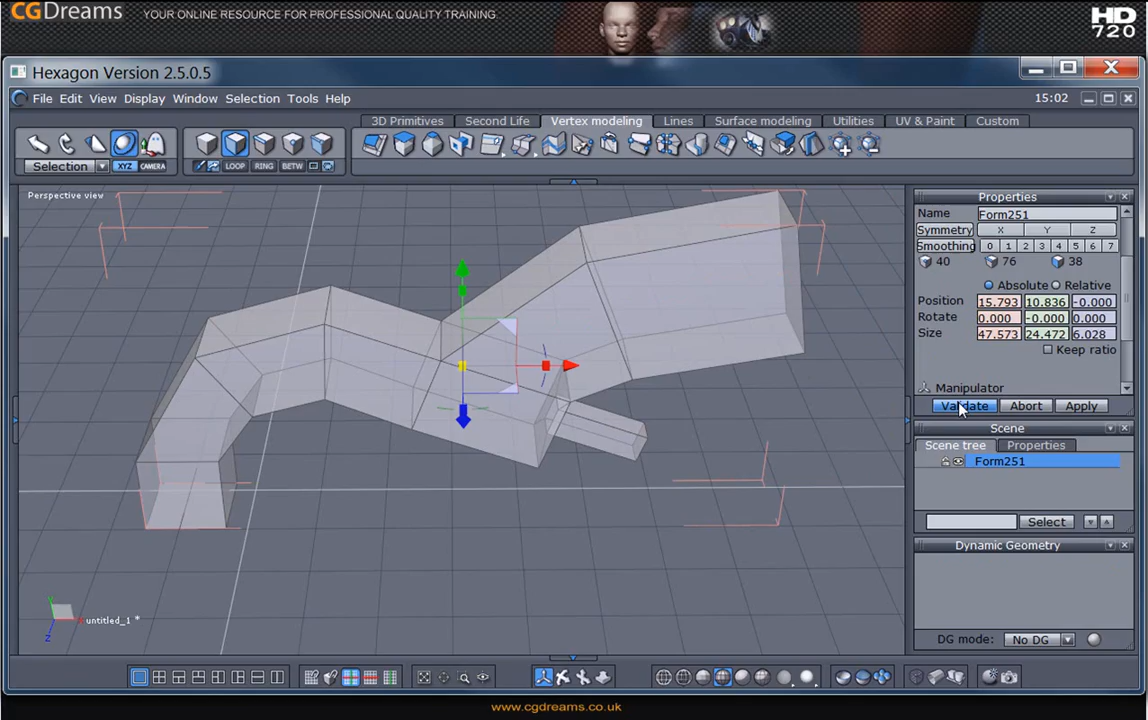 CGDreams
YOUR ONLINE RESOURCE FOR PROFESSIONAL QUALITY TRAINING.
HD
720
Hexagon Version 2.5.0.5
File Edit View Display Window Selection Tools Help
15:02
3D Primitives Second Life Vertex modeling Lines Surface modeling Utilities UV & Paint Custom
Selection XYZ CAMERA LOOP RING BETW
Perspective view
Properties
Name Form251
Symmetry X Y Z
Smoothing 0 1 2 3 4 5 6 7
40 76 38
Absolute Relative
Position 15.793 10.836 -0.000
Rotate 0.000 -0.000 0.000
Size 47.573 24.472 6.028
Keep ratio
Manipulator
Validate Abort Apply
Scene
Scene tree Properties
Form251
Select
Dynamic Geometry
DG mode: No DG
Y
X
Z
untitled_1 *
www.cgdreams.co.uk